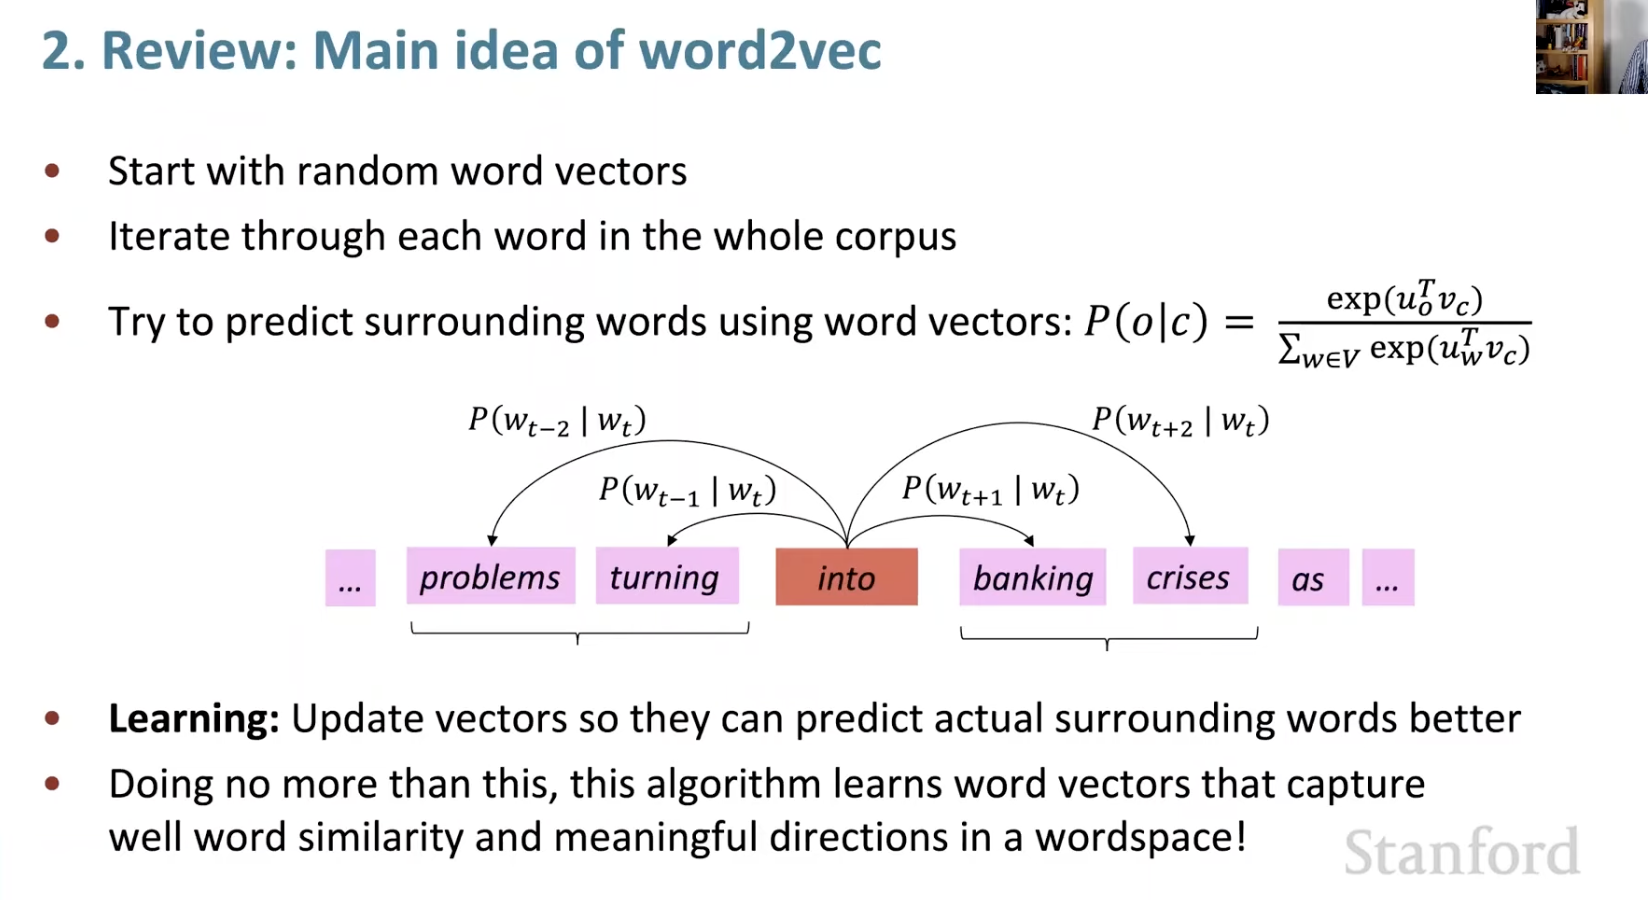 2. Review: Main idea of word2vec
• Start with random word vectors
• Iterate through each word in the whole corpus
• Try to predict surrounding words using word vectors: P(o|c) = exp(u_o^T v_c) / Σ_{w∈V} exp(u_w^T v_c)
P(w_{t−2} | w_t)
P(w_{t+2} | w_t)
P(w_{t−1} | w_t)
P(w_{t+1} | w_t)
... problems turning into banking crises as ...
• Learning: Update vectors so they can predict actual surrounding words better
• Doing no more than this, this algorithm learns word vectors that capture
well word similarity and meaningful directions in a wordspace!
Stanford